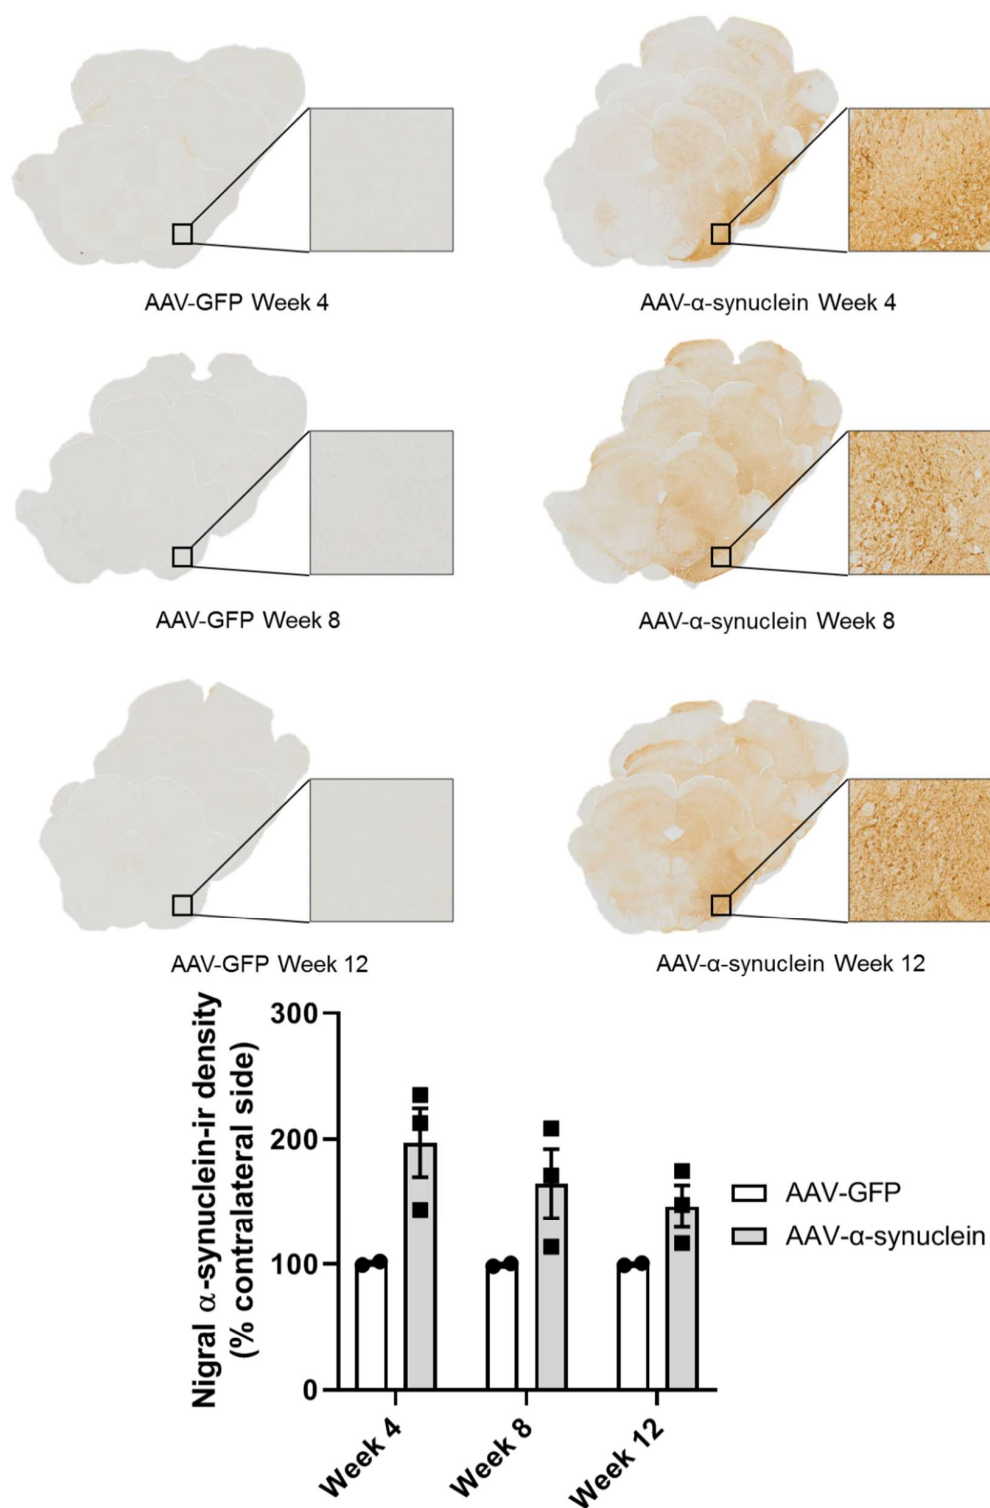 AAV-GFP Week 4
AAV-α-synuclein Week 4
AAV-GFP Week 8
AAV-α-synuclein Week 8
AAV-GFP Week 12
AAV-α-synuclein Week 12
Nigral α-synuclein-ir density
(% contralateral side)
300
200
100
0
Week 4
Week 8
Week 12
AAV-GFP
AAV-α-synuclein